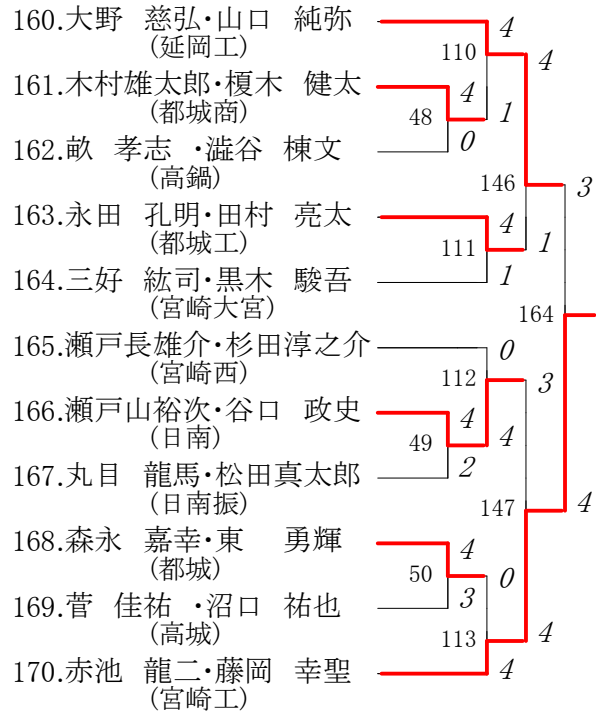 160.大野 慈弘・山口 純弥
(延岡工)
161.木村雄太郎・榎木 健太
(都城商)
162.畝 孝志 ・澁谷 棟文
(高鍋)
163.永田 孔明・田村 亮太
(都城工)
164.三好 紘司・黒木 駿吾
(宮崎大宮)
165.瀬戸長雄介・杉田淳之介
(宮崎西)
166.瀬戸山裕次・谷口 政史
(日南)
167.丸目 龍馬・松田真太郎
(日南振)
168.森永 嘉幸・東 勇輝
(都城)
169.菅 佳祐 ・沼口 祐也
(高城)
170.赤池 龍二・藤岡 幸聖
(宮崎工)
4
110
4
4
48
1
0
146
3
4
111
1
1
164
0
112
3
4
49
4
2
147
4
4
50
0
3
113
4
4